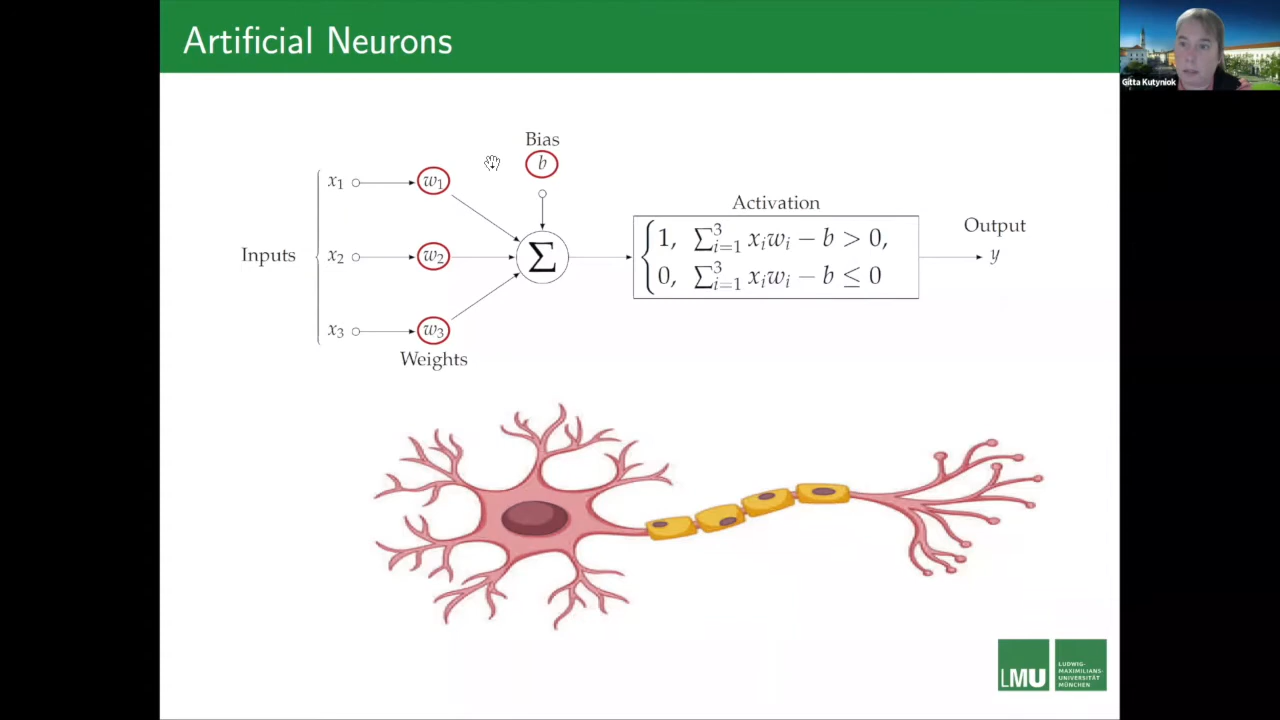 Artificial Neurons
Gitta Kutyniok
Bias
b
x₁
w₁
Activation
1, ∑³ᵢ₌₁ xᵢwᵢ − b > 0,
0, ∑³ᵢ₌₁ xᵢwᵢ − b ≤ 0
Output
y
Inputs
x₂
w₂
Σ
x₃
w₃
Weights
LMU
LUDWIG-
MAXIMILIANS-
UNIVERSITÄT
MÜNCHEN